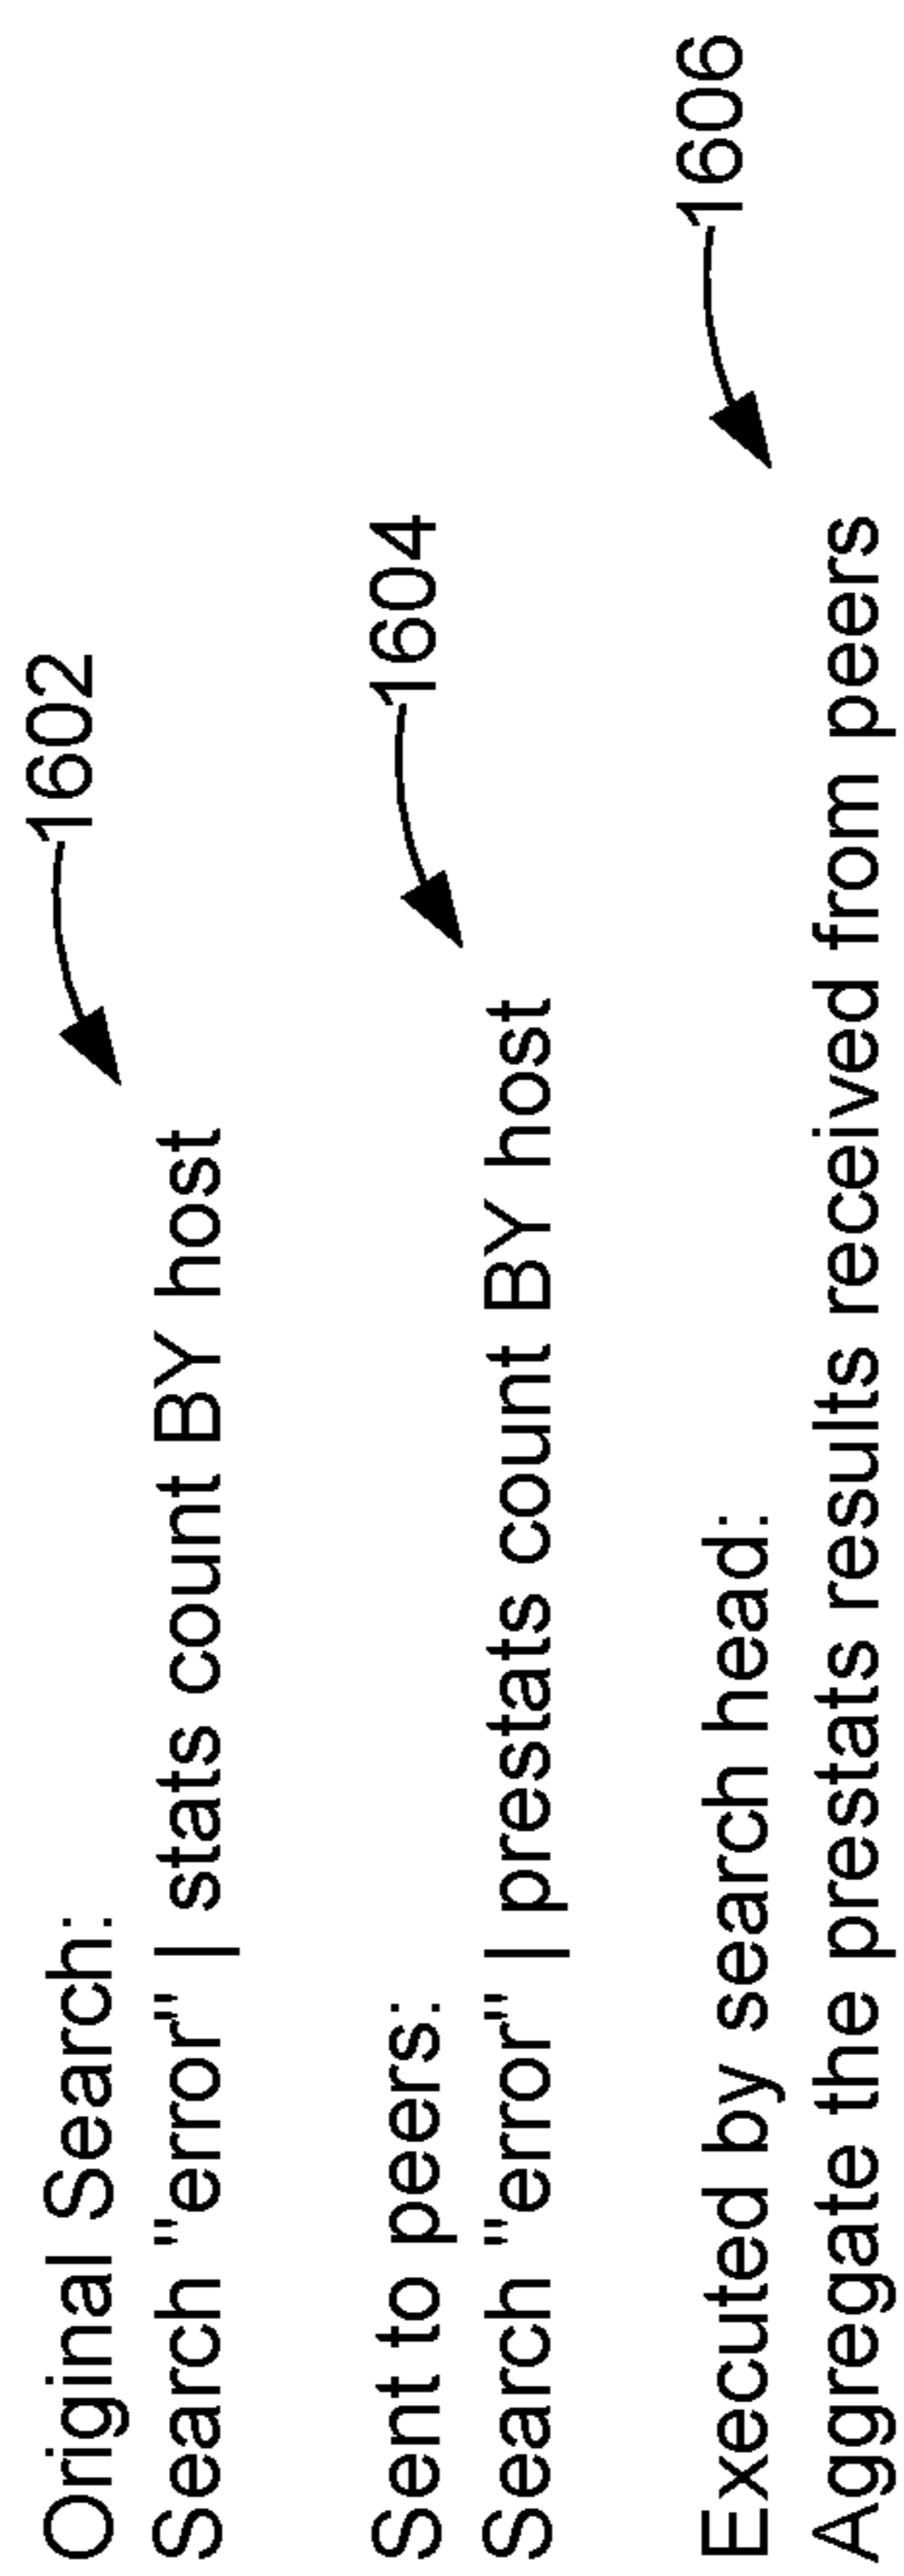 Original Search:
1602
Search "error" | stats count BY host
Sent to peers:
1604
Search "error" | prestats count BY host
Executed by search head:
1606
Aggregate the prestats results received from peers